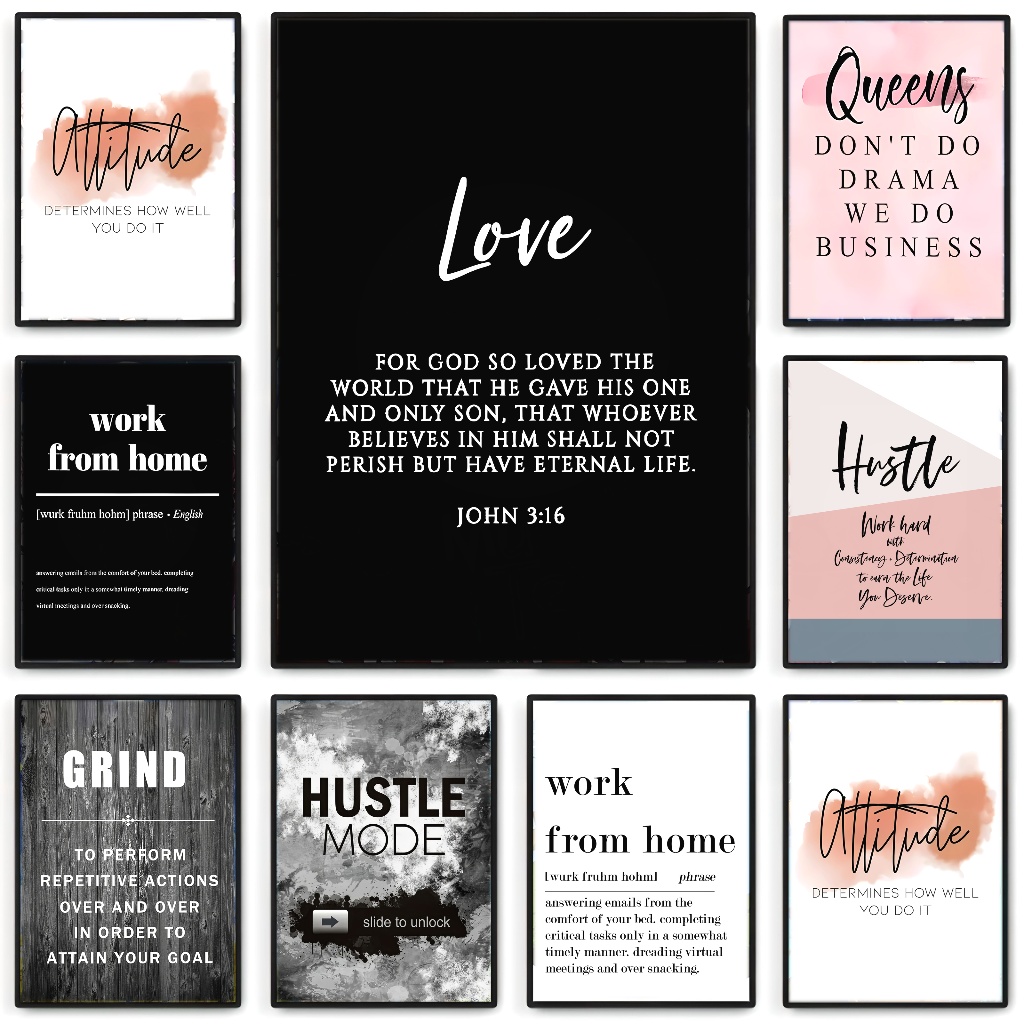 Attitude
DETERMINES HOW WELL
YOU DO IT
Love
FOR GOD SO LOVED THE
WORLD THAT HE GAVE HIS ONE
AND ONLY SON, THAT WHOEVER
BELIEVES IN HIM SHALL NOT
PERISH BUT HAVE ETERNAL LIFE.
JOHN 3:16
Queens
DON'T DO
DRAMA
WE DO
BUSINESS
work
from home
[wurk fruhm hohm] phrase • English
answering emails from the comfort of your bed. completing
critical tasks only in a somewhat timely manner. dreading
virtual meetings and over snacking.
Hustle
Work hard
with
Consistency + Determination
to earn the Life
You Deserve.
GRIND
TO PERFORM
REPETITIVE ACTIONS
OVER AND OVER
IN ORDER TO
ATTAIN YOUR GOAL
HUSTLE
MODE
slide to unlock
work
from home
[wurk fruhm hohm] phrase
answering emails from the
comfort of your bed. completing
critical tasks only in a somewhat
timely manner. dreading virtual
meetings and over snacking.
Attitude
DETERMINES HOW WELL
YOU DO IT